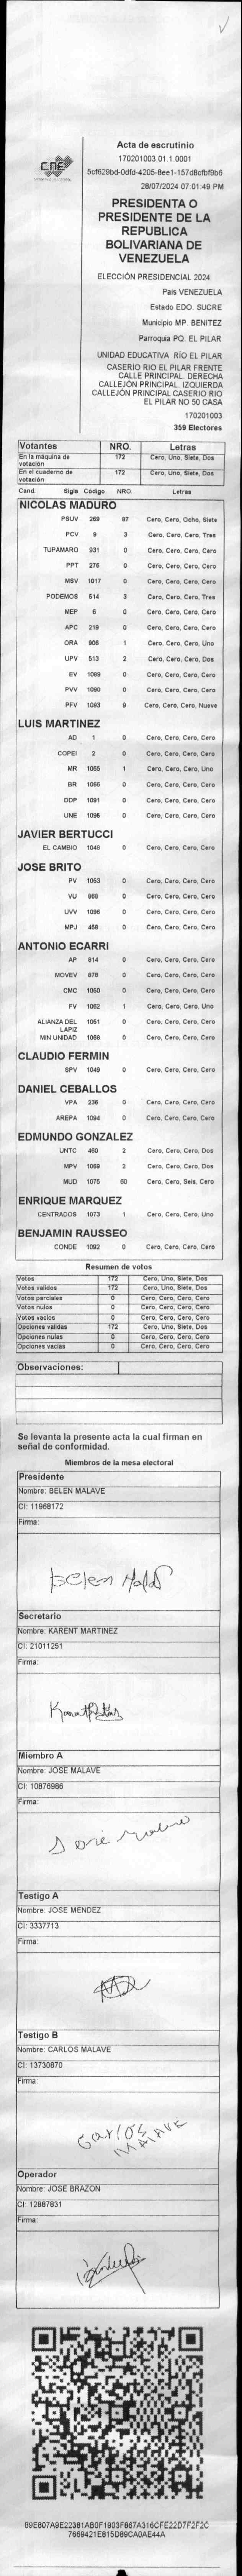 CNE
Acta de escrutinio
170201003.01.1.0001
5cf629bd-0dfd-4205-8ee1-157d8cfbf9b6
28/07/2024 07:01:49 PM
PRESIDENTA O
PRESIDENTE DE LA
REPUBLICA
BOLIVARIANA DE
VENEZUELA
ELECCIÓN PRESIDENCIAL 2024
Pais VENEZUELA
Estado EDO. SUCRE
Municipio MP. BENITEZ
Parroquia PQ. EL PILAR
UNIDAD EDUCATIVA RÍO EL PILAR
CASERIO RIO EL PILAR FRENTE
CALLE PRINCIPAL. DERECHA
CALLEJÓN PRINCIPAL. IZQUIERDA
CALLEJÓN PRINCIPAL CASERIO RIO
EL PILAR NO 50 CASA
170201003
359 Electores
Votantes NRO. Letras
En la máquina de votación 172 Cero, Uno, Siete, Dos
En el cuaderno de votación 172 Cero, Uno, Siete, Dos
Cand. Sigla Código NRO. Letras
NICOLAS MADURO
PSUV 269 87 Cero, Cero, Ocho, Siete
PCV 9 3 Cero, Cero, Cero, Tres
TUPAMARO 931 0 Cero, Cero, Cero, Cero
PPT 276 0 Cero, Cero, Cero, Cero
MSV 1017 0 Cero, Cero, Cero, Cero
PODEMOS 514 3 Cero, Cero, Cero, Tres
MEP 6 0 Cero, Cero, Cero, Cero
APC 219 0 Cero, Cero, Cero, Cero
ORA 906 1 Cero, Cero, Cero, Uno
UPV 513 2 Cero, Cero, Cero, Dos
EV 1089 0 Cero, Cero, Cero, Cero
PVV 1090 0 Cero, Cero, Cero, Cero
PFV 1093 9 Cero, Cero, Cero, Nueve
LUIS MARTINEZ
AD 1 0 Cero, Cero, Cero, Cero
COPEI 2 0 Cero, Cero, Cero, Cero
MR 1065 1 Cero, Cero, Cero, Uno
BR 1066 0 Cero, Cero, Cero, Cero
DDP 1091 0 Cero, Cero, Cero, Cero
UNE 1096 0 Cero, Cero, Cero, Cero
JAVIER BERTUCCI
EL CAMBIO 1048 0 Cero, Cero, Cero, Cero
JOSE BRITO
PV 1053 0 Cero, Cero, Cero, Cero
VU 868 0 Cero, Cero, Cero, Cero
UVV 1096 0 Cero, Cero, Cero, Cero
MPJ 468 0 Cero, Cero, Cero, Cero
ANTONIO ECARRI
AP 814 0 Cero, Cero, Cero, Cero
MOVEV 978 0 Cero, Cero, Cero, Cero
CMC 1050 0 Cero, Cero, Cero, Cero
FV 1062 1 Cero, Cero, Cero, Uno
ALIANZA DEL LAPIZ 1051 0 Cero, Cero, Cero, Cero
MIN UNIDAD 1058 0 Cero, Cero, Cero, Cero
CLAUDIO FERMIN
SPV 1049 0 Cero, Cero, Cero, Cero
DANIEL CEBALLOS
VPA 236 0 Cero, Cero, Cero, Cero
AREPA 1094 0 Cero, Cero, Cero, Cero
EDMUNDO GONZALEZ
UNTC 480 2 Cero, Cero, Cero, Dos
MPV 1069 2 Cero, Cero, Cero, Dos
MUD 1075 60 Cero, Cero, Seis, Cero
ENRIQUE MARQUEZ
CENTRADOS 1073 1 Cero, Cero, Cero, Uno
BENJAMIN RAUSSEO
CONDE 1092 0 Cero, Cero, Cero, Cero
Resumen de votos
Votos 172 Cero, Uno, Siete, Dos
Votos validos 172 Cero, Uno, Siete, Dos
Votos parciales 0 Cero, Cero, Cero, Cero
Votos nulos 0 Cero, Cero, Cero, Cero
Votos vacios 0 Cero, Cero, Cero, Cero
Opciones validas 172 Cero, Uno, Siete, Dos
Opciones nulas 0 Cero, Cero, Cero, Cero
Opciones vacias 0 Cero, Cero, Cero, Cero
Observaciones:
Se levanta la presente acta la cual firman en
señal de conformidad.
Miembros de la mesa electoral
Presidente
Nombre: BELEN MALAVE
CI: 11968172
Firma:
Belen
Secretario
Nombre: KARENT MARTINEZ
CI: 21011251
Firma:
Miembro A
Nombre: JOSE MALAVE
CI: 10876986
Firma:
José Malave
Testigo A
Nombre: JOSE MENDEZ
CI: 3337713
Firma:
Testigo B
Nombre: CARLOS MALAVE
CI: 13730870
Firma:
Carlos
MALAVE
Operador
Nombre: JOSE BRAZON
CI: 12887831
Firma:
89E807A9E22381AB0F1903F867A316CFE22D7F2F2C
7669421E815D89CA0AE44A